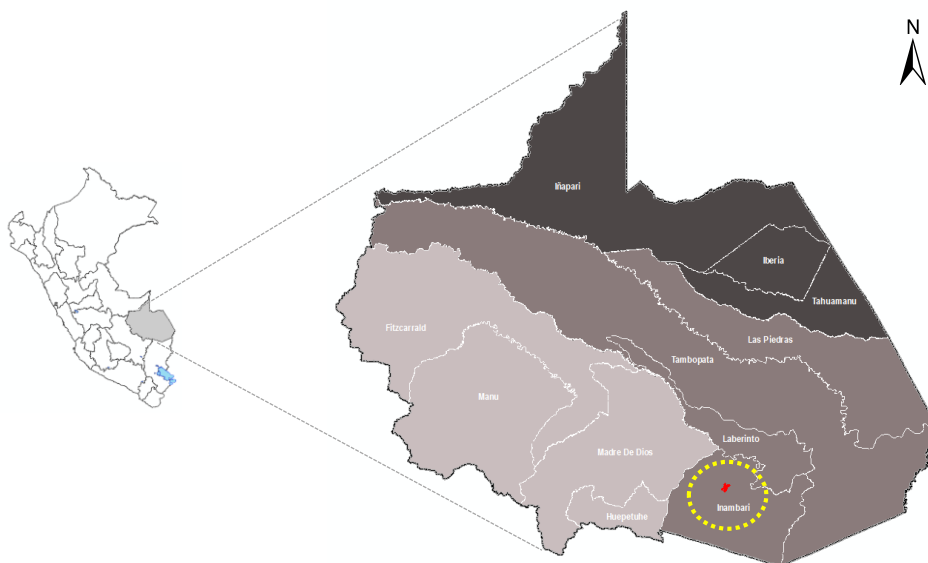 N
Iñapari
Iberia
Tahuamanu
Fitzcarrald
Las Piedras
Tambopata
Manu
Laberinto
Madre De Dios
Inambari
Huepetuhe